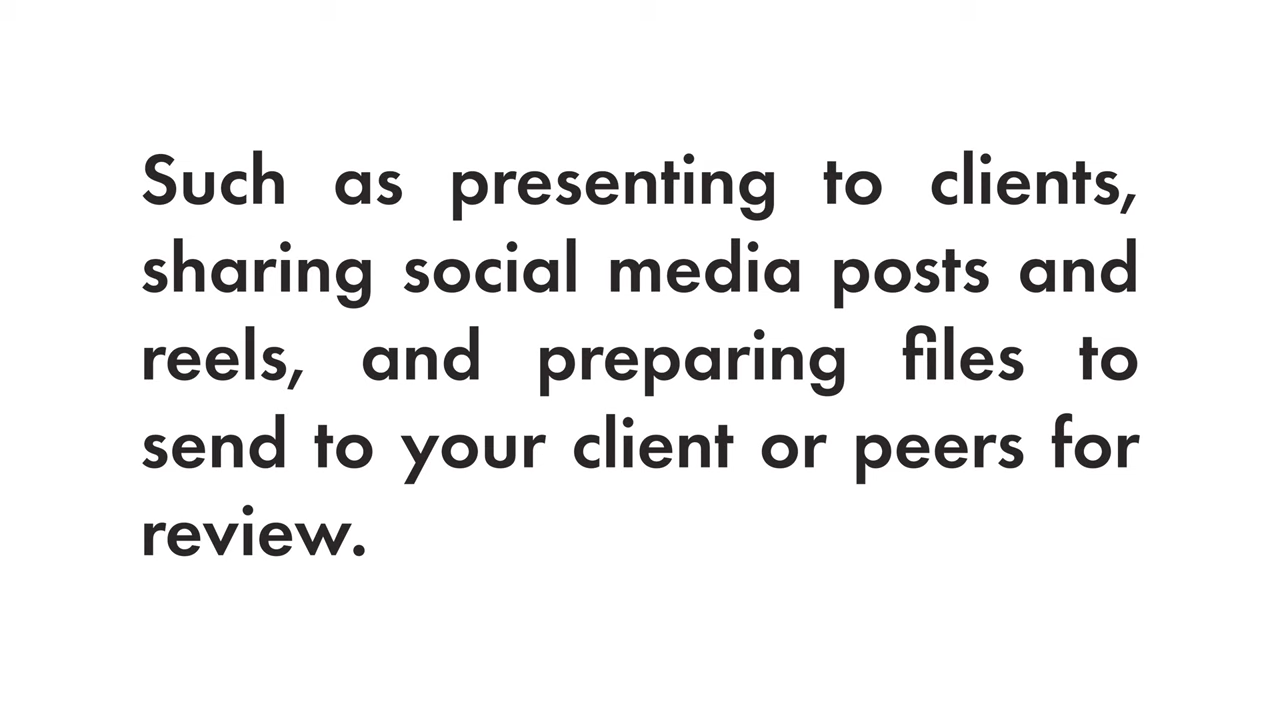 Such as presenting to clients,
sharing social media posts and
reels, and preparing files to
send to your client or peers for
review.